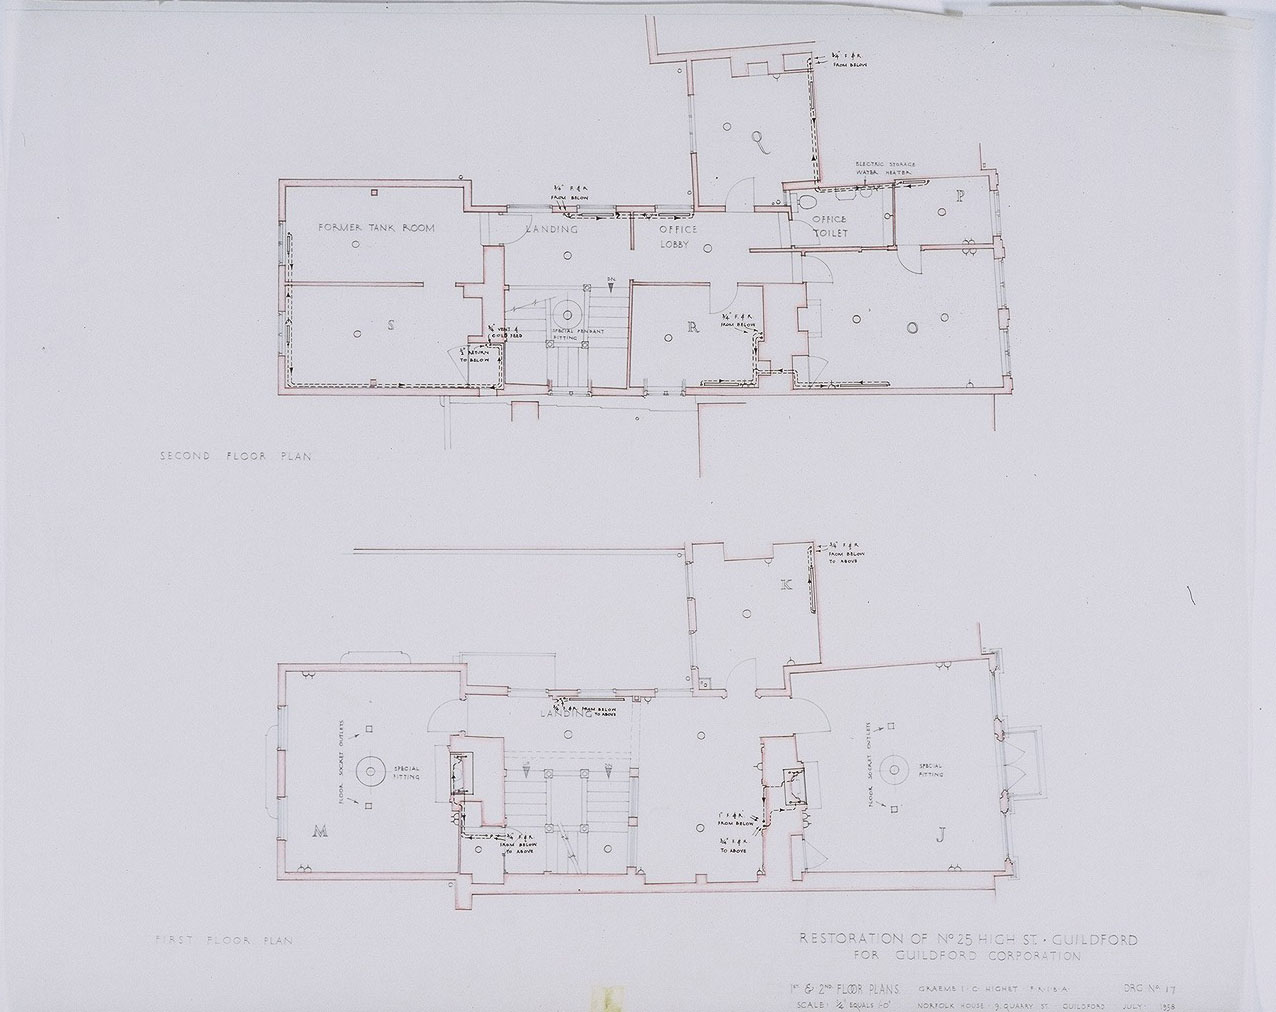 ¾" F. & R.
FROM BELOW
ELECTRIC STORAGE
WATER HEATER
¾" F. & R
FROM BELOW
P
FORMER TANK ROOM
LANDING
OFFICE
LOBBY
OFFICE
TOILET
Q
DN
S
R
¾" F. & R.
FROM BELOW
¾" VENT &
COLD FEED
SPECIAL PENDANT
FITTING
RETURN
TO BELOW
SECOND FLOOR PLAN
¾" F. & R
FROM BELOW
TO ABOVE
K
¾" F. & R FROM BELOW
TO ABOVE
LANDING
FLOOR SOCKET OUTLETS
SPECIAL
FITTING
FLOOR SOCKET OUTLETS
SPECIAL
FITTING
M
J
¾" F. & R.
FROM BELOW
TO ABOVE
1" F. & R.
FROM BELOW
¾" F. & R
TO ABOVE
FIRST FLOOR PLAN
RESTORATION OF Nº 25 HIGH ST · GUILDFORD
FOR GUILDFORD CORPORATION
1ST & 2ND FLOOR PLANS GRAEME I. C. HIGHET F.R.I.B.A. DRG Nº 17
SCALE: ¼" EQUALS 1'-0" NORFOLK HOUSE · 9. QUARRY ST. GUILDFORD JULY 1958